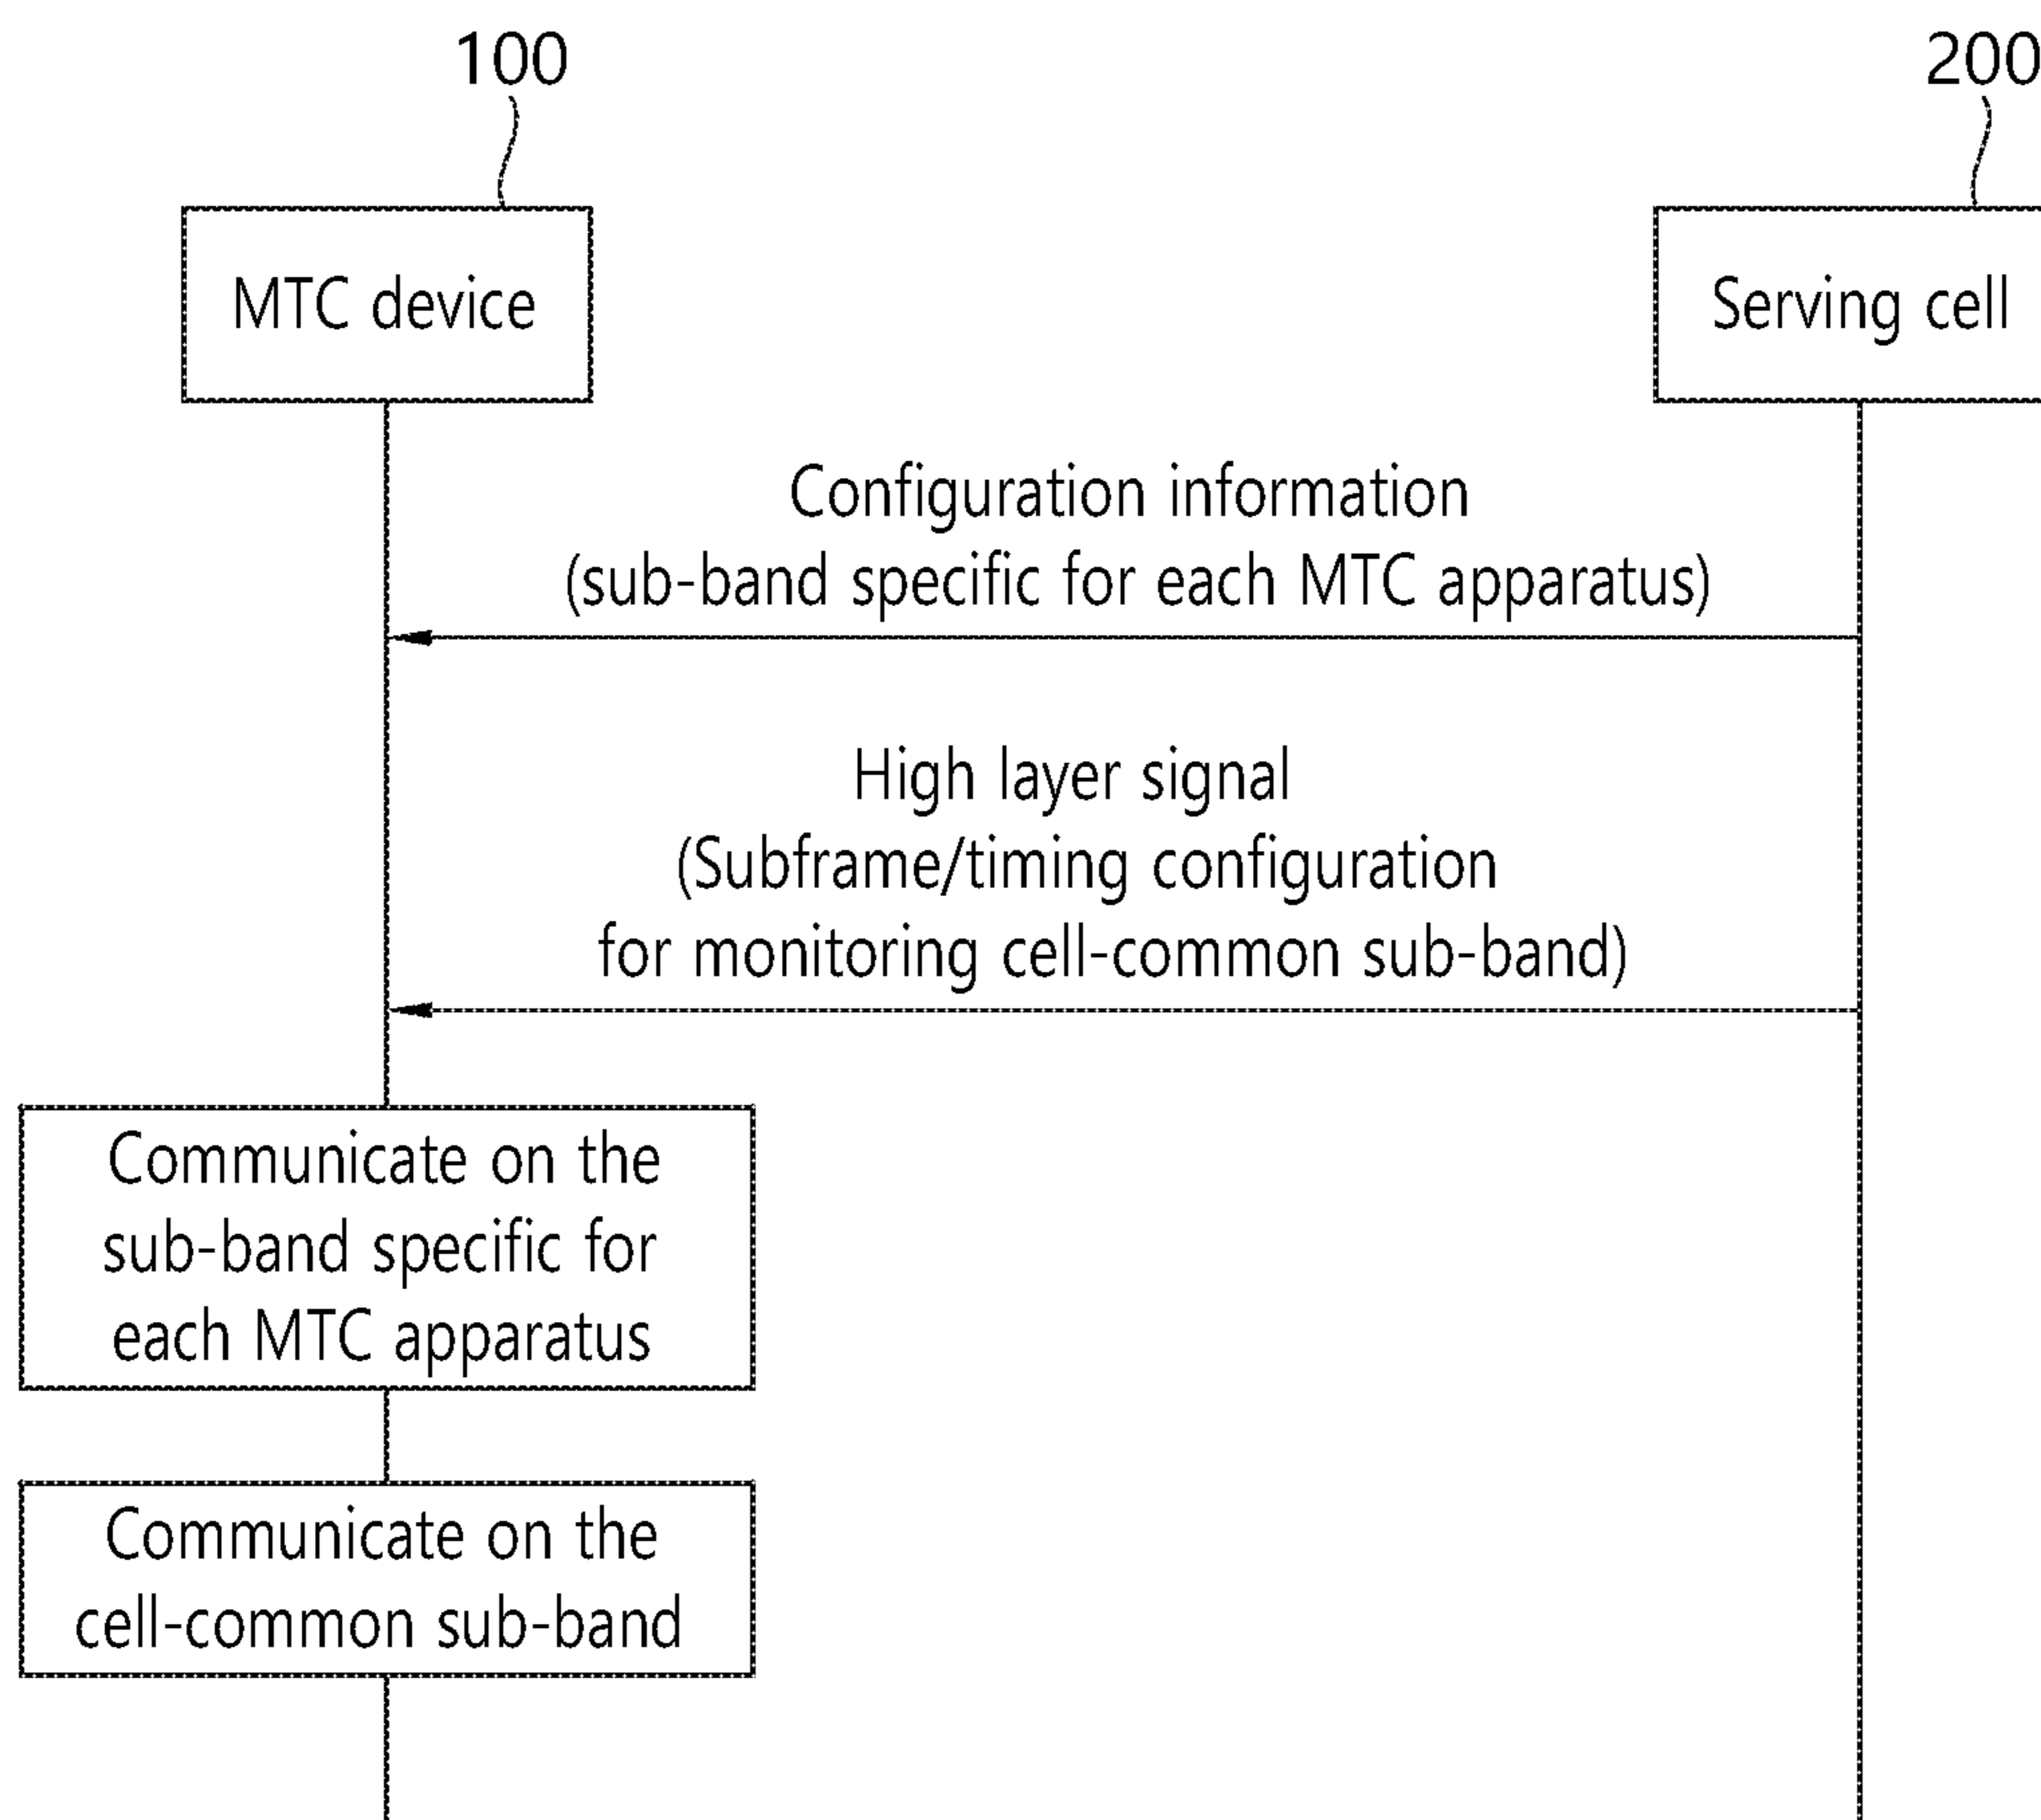 100
200
MTC device
Serving cell
Configuration information
(sub-band specific for each MTC apparatus)
High layer signal
(Subframe/timing configuration
for monitoring cell-common sub-band)
Communicate on the
sub-band specific for
each MTC apparatus
Communicate on the
cell-common sub-band